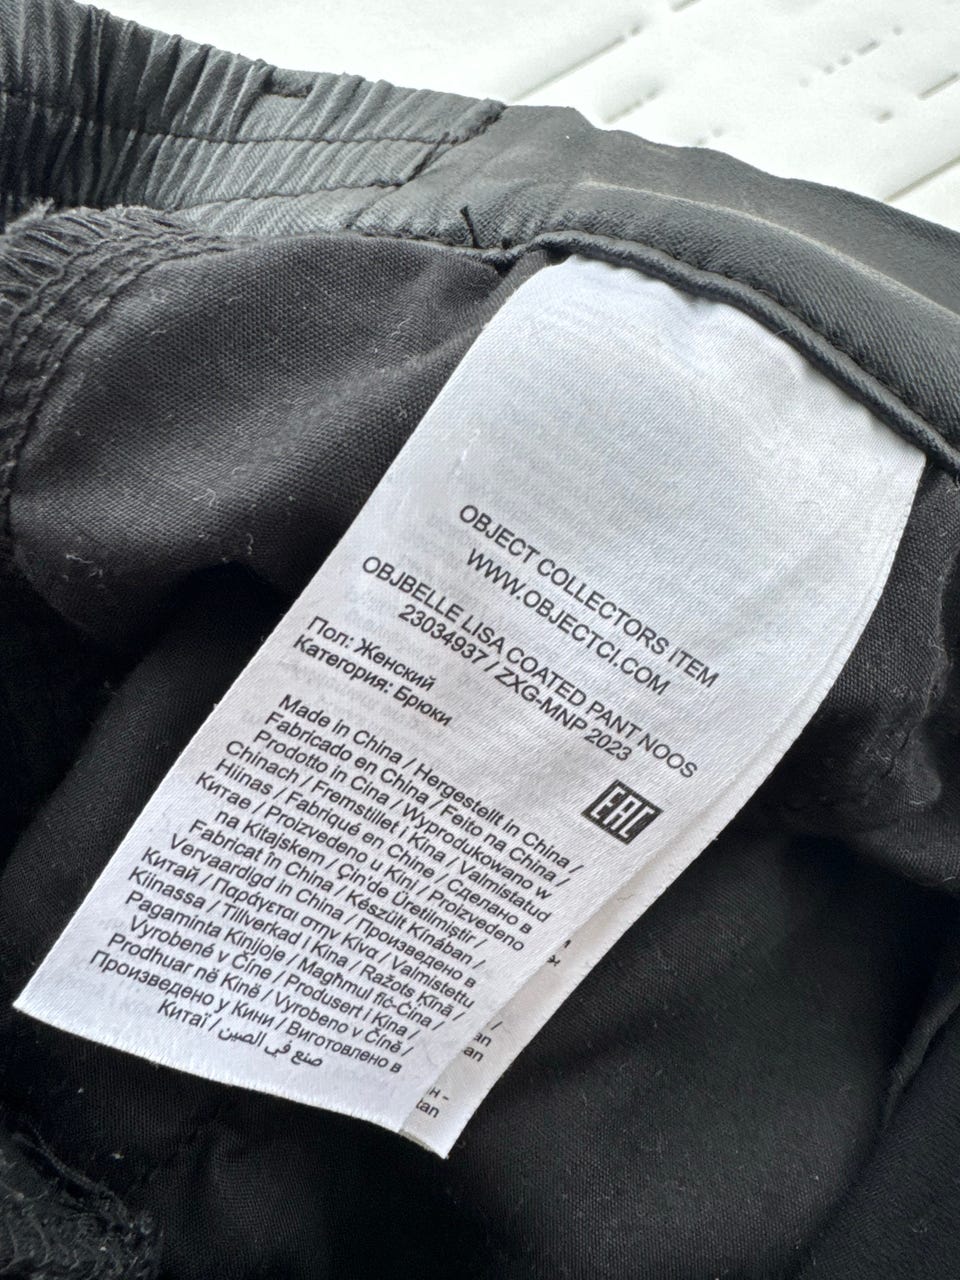 OBJECT COLLECTORS ITEM
WWW.OBJECTCI.COM
OBJBELLE LISA COATED PANT NOOS
23034937 / ZXG-MNP 2023
Пол: Женский
Категория: Брюки
EAC
Made in China / Hergestellt in China /
Fabricado en China / Feito na China /
Prodotto in Cina / Wyprodukowano w
Chinach / Fremstillet i Kina / Valmistatud
Hiinas / Fabriqué en Chine / Сделано в
Китае / Proizvedeno u Kini / Proizvedeno
na Kitajskem / Çin'de Üretilmiştir /
Fabricat in China / Készült Kínában /
Vervaardigd in China / Произведено в
Китай / Παράγεται στην Κίνα / Valmistettu
Kiinassa / Tillverkad i Kina / Ražots Ķīnā /
Pagaminta Kinijoje / Magħmul fiċ-Ċina /
Vyrobené v Číne / Produsert i Kina /
Prodhuar në Kinë / Vyrobeno v Číně /
Произведено у Кини / Виготовлено в
Китаї / صنع في الصين
an
an
н -
tan